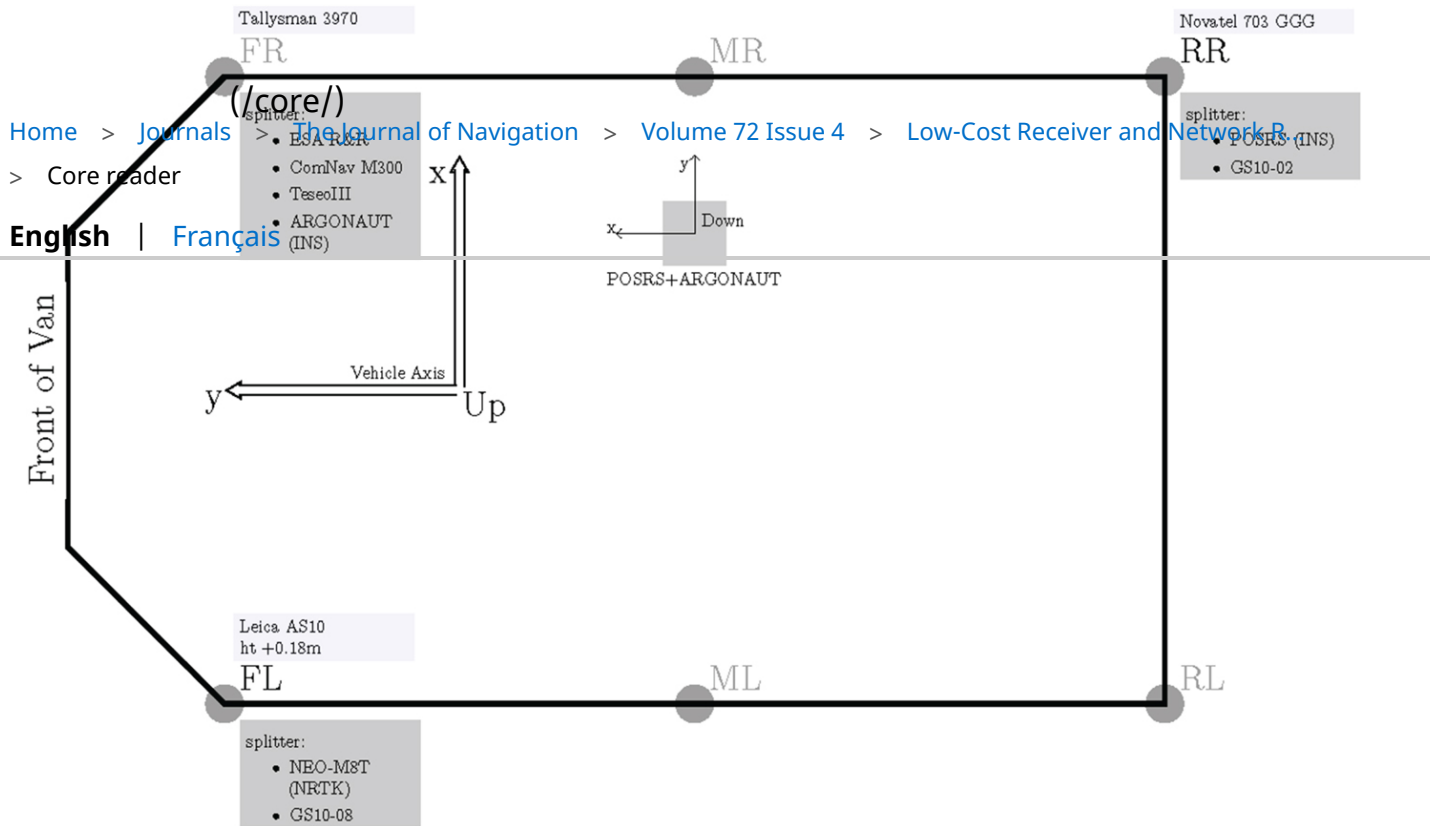 Tallysman 3970
Novatel 703 GGG
FR
MR
RR
(/core/)
splitter:
splitter:
Home > Journals > The Journal of Navigation > Volume 72 Issue 4 > Low-Cost Receiver and Network R...
• ESA R&R
• POSRS (INS)
• ComNav M300
• GS10-02
> Core reader
x
y
• TeseoIII
• ARGONAUT
(INS)
English | Français
x
Down
POSRS+ARGONAUT
Front of Van
Vehicle Axis
y
Up
Leica AS10
ht +0.18m
FL
ML
RL
splitter:
• NEO-M8T
(NRTK)
• GS10-08